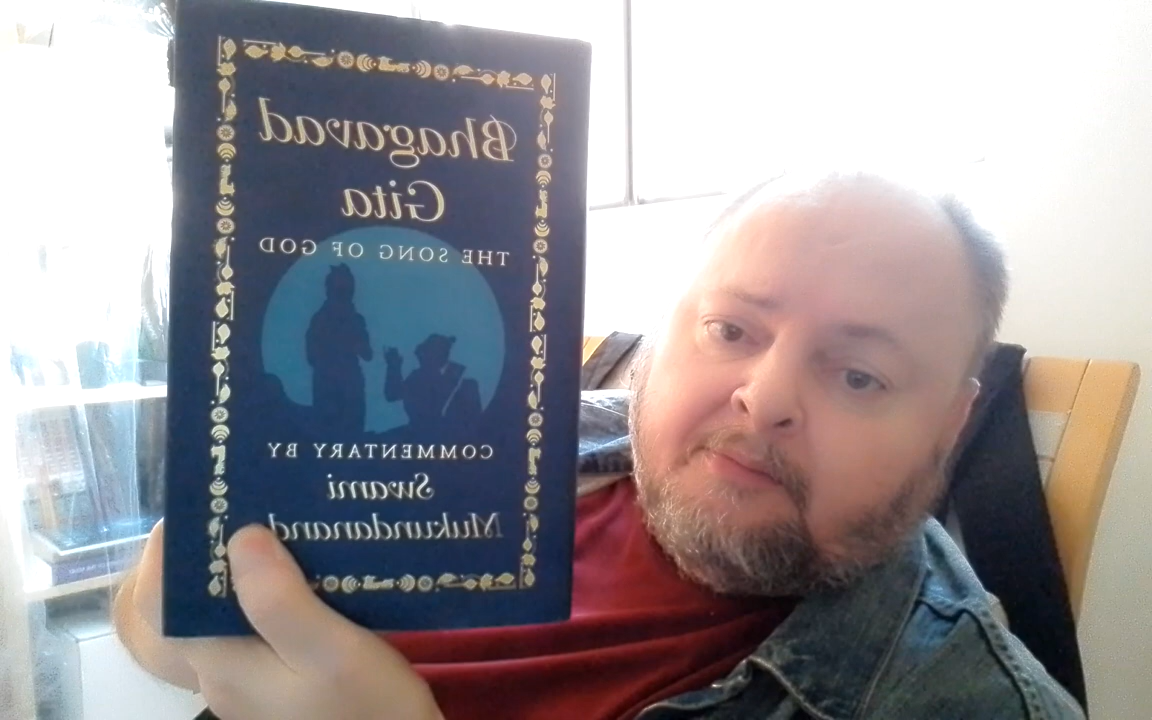 Bhagavad
Gita
THE SONG OF GOD
COMMENTARY BY
Swami
Mukundananda